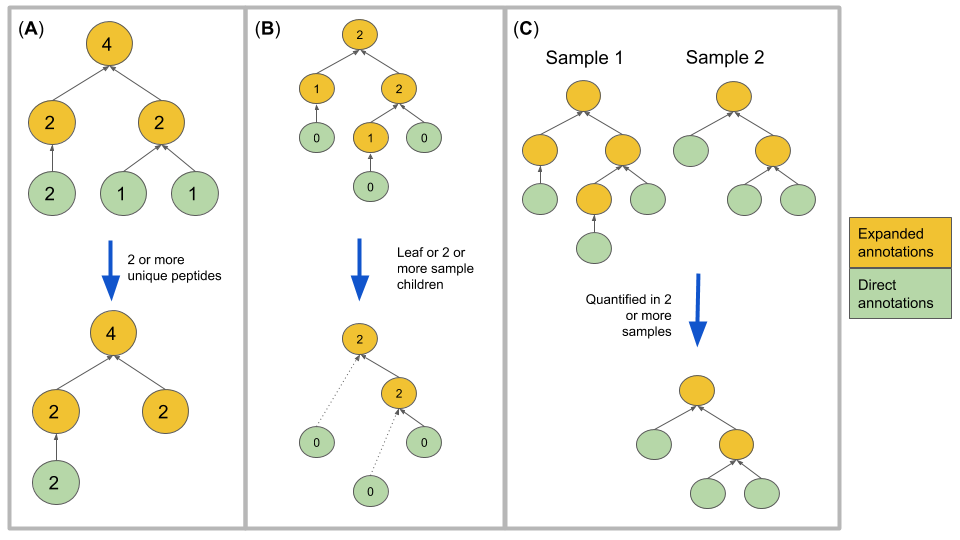 (A)
4
2 2
2 1 1
2 or more
unique peptides
4
2 2
2
(B)
2
1 2
0 1 0
0
Leaf or 2 or
more sample
children
2
2
0 0
0
(C)
Sample 1 Sample 2
Quantified in 2
or more
samples
Expanded
annotations
Direct
annotations